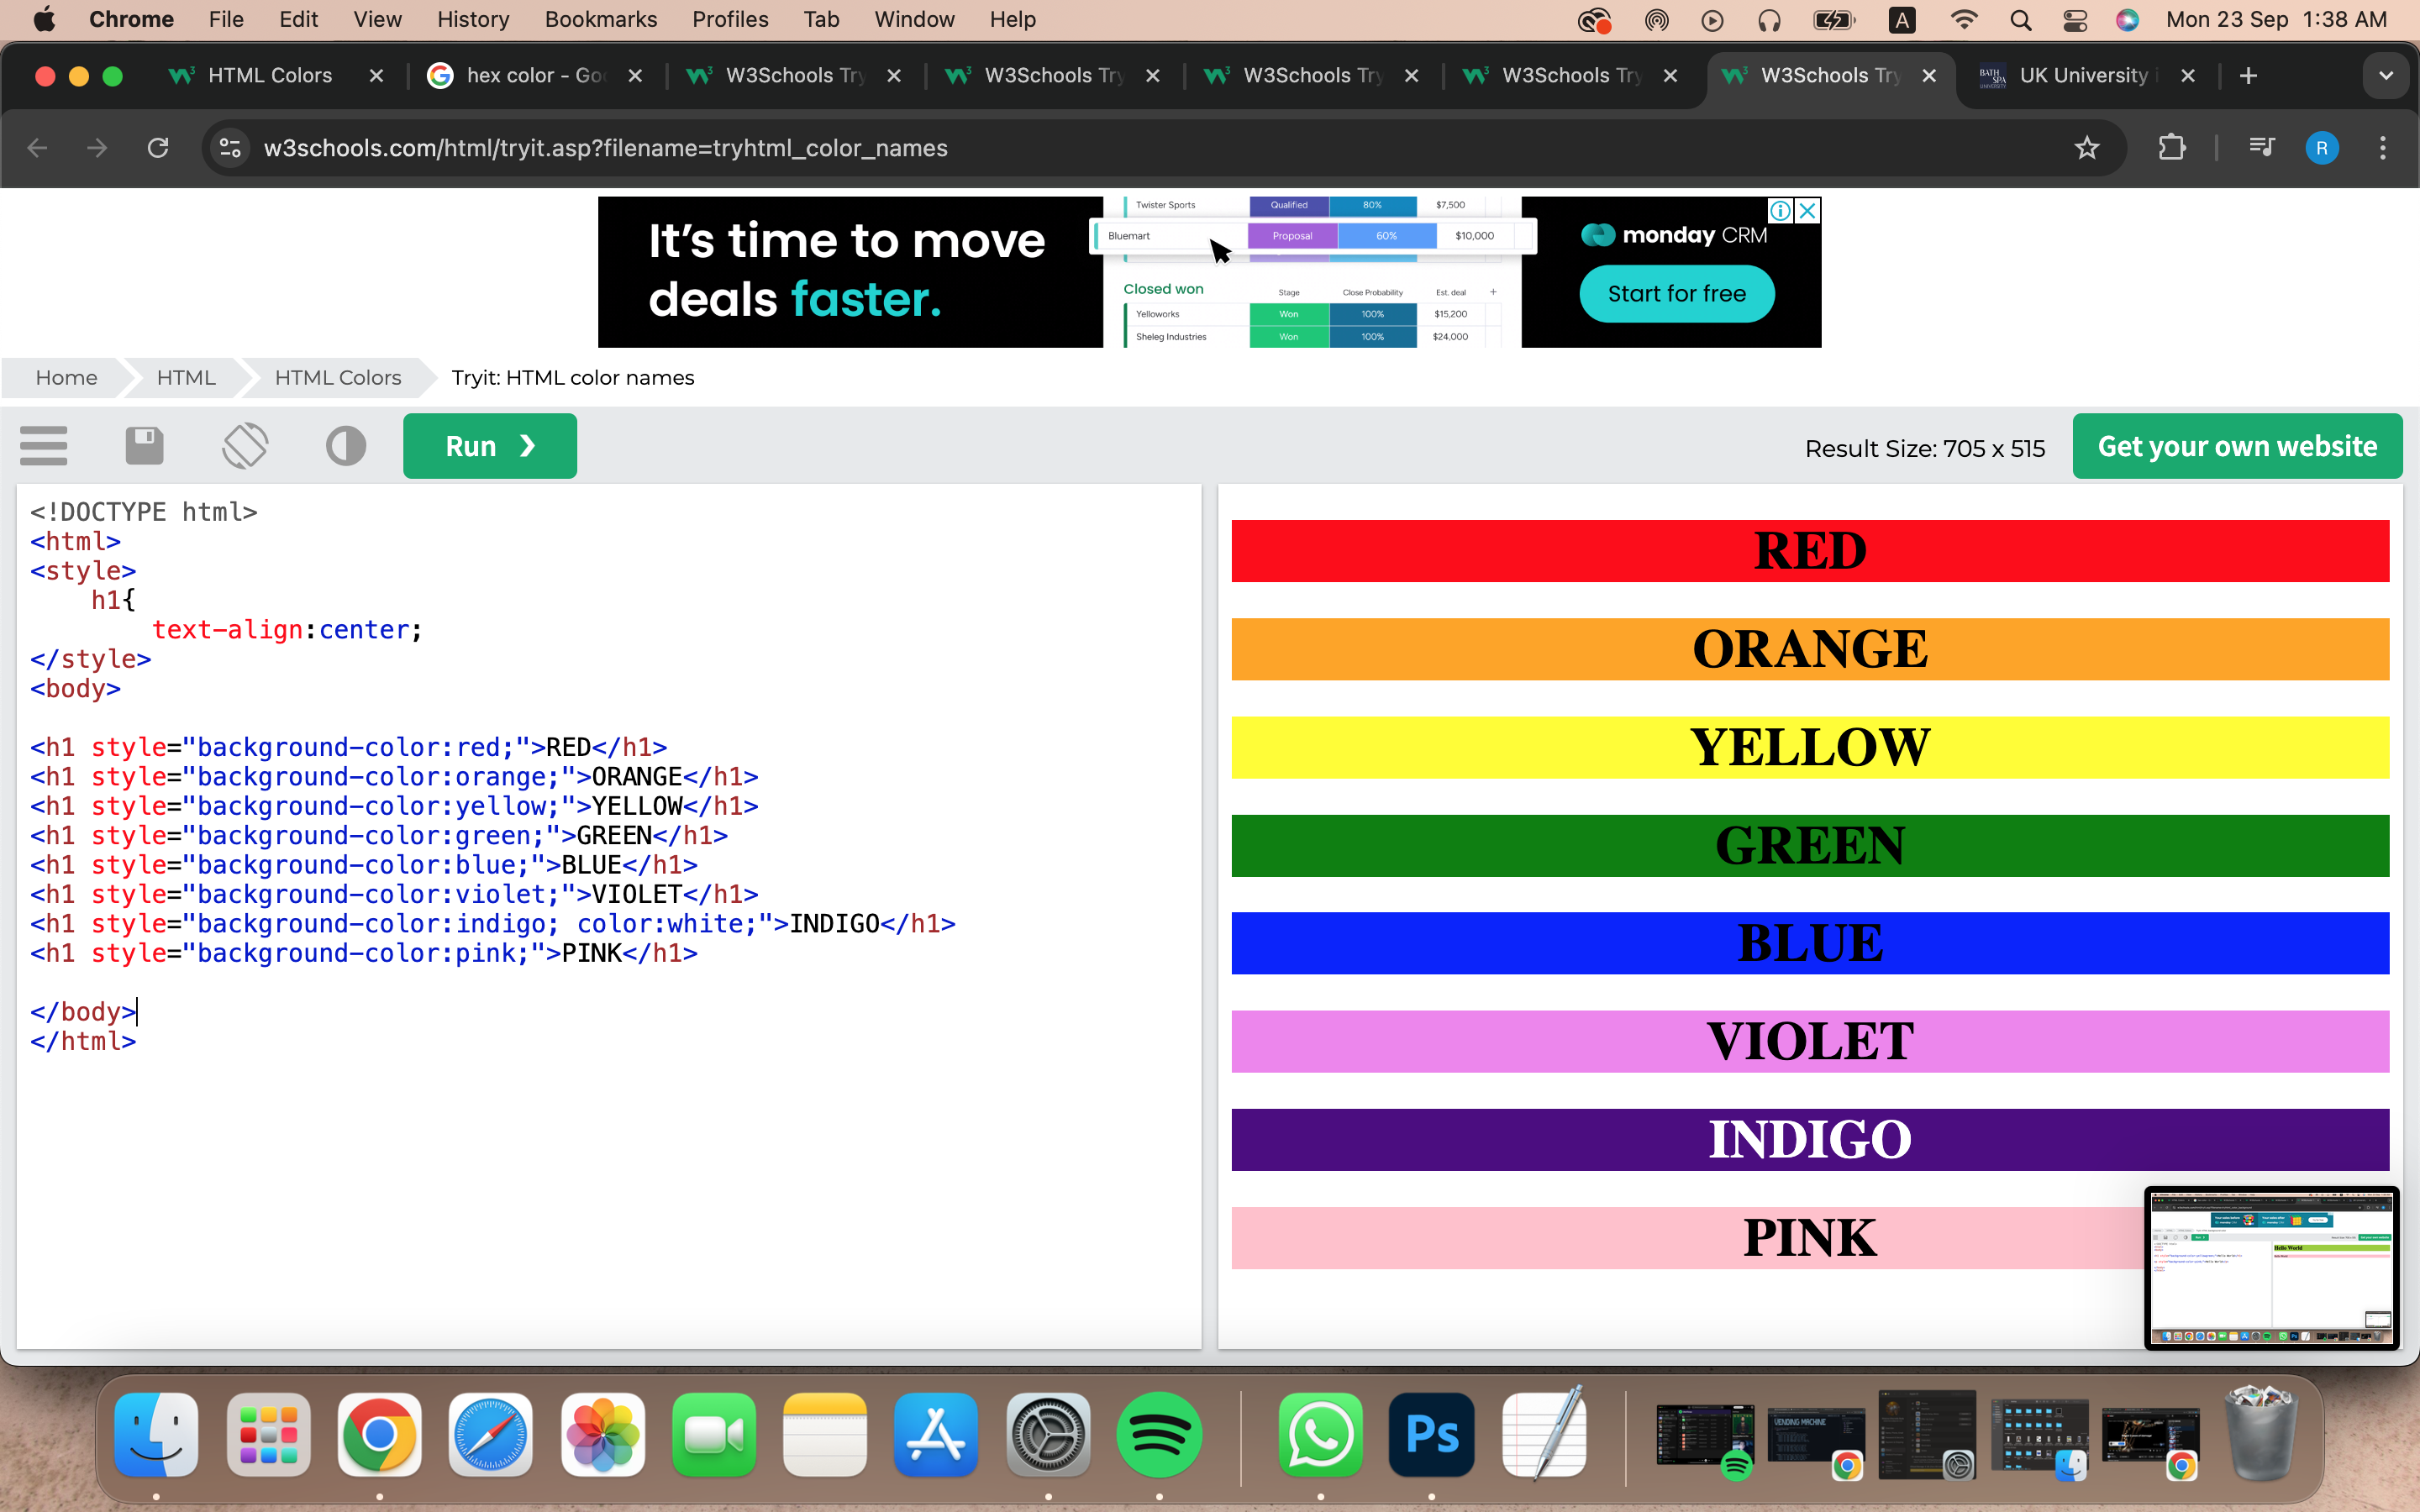 Chrome File Edit View History Bookmarks Profiles Tab Window Help A Mon 23 Sep 1:38 AM
HTML Colors hex color - Goo W3Schools Try W3Schools Try W3Schools Try W3Schools Try W3Schools Try BATH SPA UNIVERSITY UK University i
w3schools.com/html/tryit.asp?filename=tryhtml_color_names R
It's time to move
deals faster.
Twister Sports Qualified 80% $7,500
Bluemart Proposal 60% $10,000
Closed won Stage Close Probability Est. deal +
Yelloworks Won 100% $15,200
Sheleg Industries Won 100% $24,000
monday CRM
Start for free
Home HTML HTML Colors Tryit: HTML color names
Run ❯ Result Size: 705 x 515 Get your own website
<!DOCTYPE html>
<html>
<style>
    h1{
        text-align:center;
</style>
<body>
<h1 style="background-color:red;">RED</h1>
<h1 style="background-color:orange;">ORANGE</h1>
<h1 style="background-color:yellow;">YELLOW</h1>
<h1 style="background-color:green;">GREEN</h1>
<h1 style="background-color:blue;">BLUE</h1>
<h1 style="background-color:violet;">VIOLET</h1>
<h1 style="background-color:indigo; color:white;">INDIGO</h1>
<h1 style="background-color:pink;">PINK</h1>
</body>
</html>
RED
ORANGE
YELLOW
GREEN
BLUE
VIOLET
INDIGO
PINK
Hello World
Ps
VENDING MACHINE